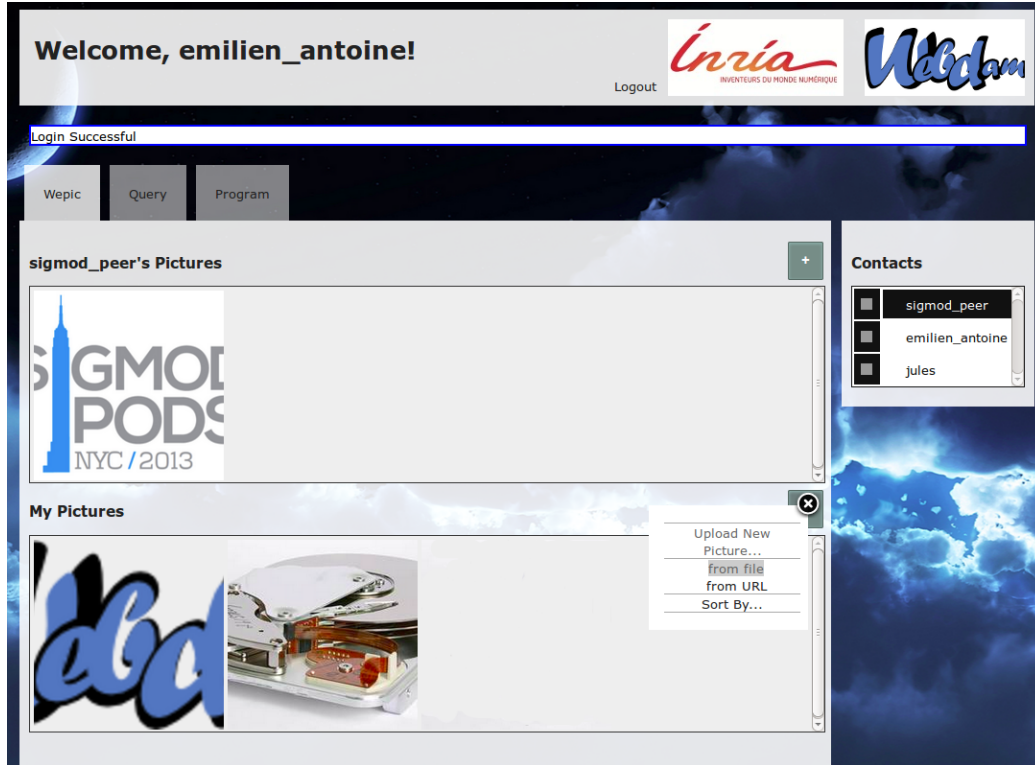 Welcome, emilien_antoine!
Logout
Inria
INVENTEURS DU MONDE NUMÉRIQUE
Webdam
Login Successful
Wepic
Query
Program
sigmod_peer's Pictures
+
SIGMOD
PODS
NYC/2013
Contacts
sigmod_peer
emilien_antoine
jules
My Pictures
Upload New
Picture...
from file
from URL
Sort By...
Webd